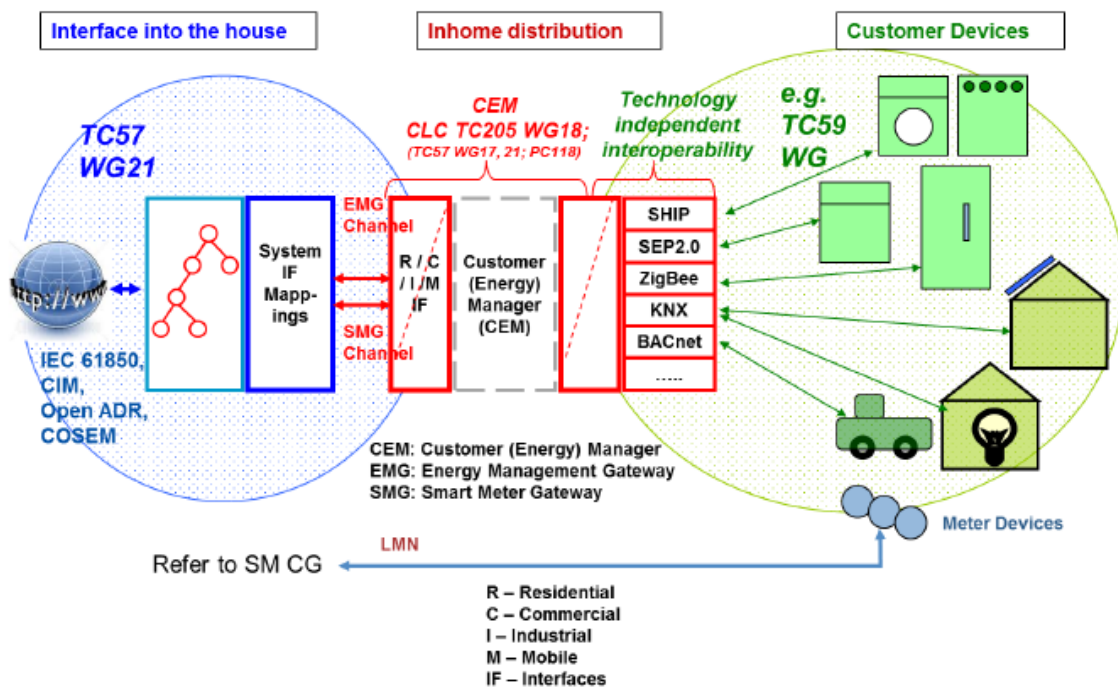 Interface into the house
Inhome distribution
Customer Devices
TC57
WG21
CEM
CLC TC205 WG18;
(TC57 WG17, 21; PC118)
Technology
independent
interoperability
e.g.
TC59
WG
EMG
Channel
System
IF
Mapp-
ings
R / C
/ I /M
IF
SMG
Channel
Customer
(Energy)
Manager
(CEM)
SHIP
SEP2.0
ZigBee
KNX
BACnet
.....
ttp://ww
IEC 61850,
CIM,
Open ADR,
COSEM
CEM: Customer (Energy) Manager
EMG: Energy Management Gateway
SMG: Smart Meter Gateway
Meter Devices
LMN
Refer to SM CG
R – Residential
C – Commercial
I – Industrial
M – Mobile
IF – Interfaces